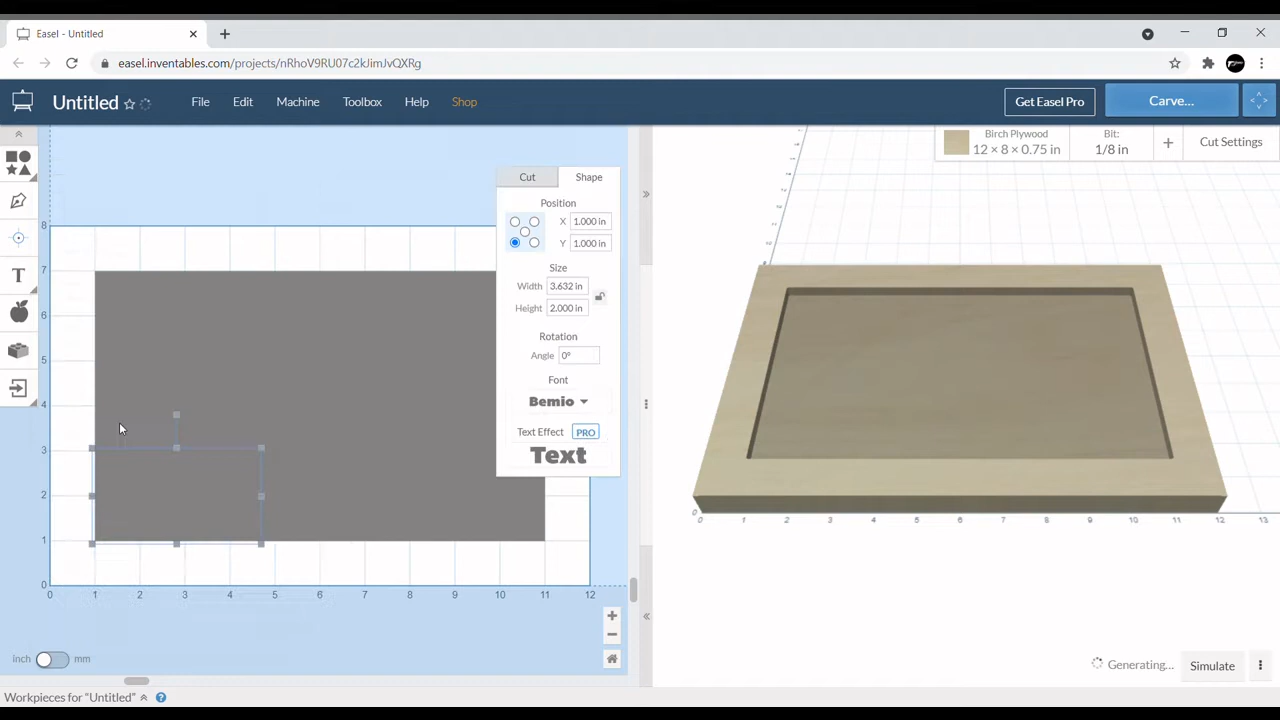 Easel - Untitled
easel.inventables.com/projects/nRhoV9RU07c2kJimJvQXRg
Untitled
File Edit Machine Toolbox Help Shop
Get Easel Pro
Carve...
Birch Plywood
12 × 8 × 0.75 in
Bit:
1/8 in
Cut Settings
T
Cut Shape
Position
X 1.000 in
Y 1.000 in
Size
Width 3.632 in
Height 2.000 in
Rotation
Angle 0°
Font
Bemio
Text Effect PRO
Text
8
7
6
5
4
3
2
1
0
0 1 2 3 4 5 6 7 8 9 10 11 12
0
0 1 2 3 4 5 6 7 8 9 10 11 12 13
inch mm
Generating...
Simulate
Workpieces for "Untitled"